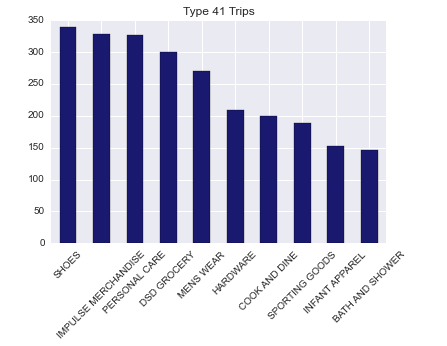 Type 41 Trips
350
300
250
200
150
100
50
0
SHOES
IMPULSE MERCHANDISE
PERSONAL CARE
DSD GROCERY
MENS WEAR
HARDWARE
COOK AND DINE
SPORTING GOODS
INFANT APPAREL
BATH AND SHOWER